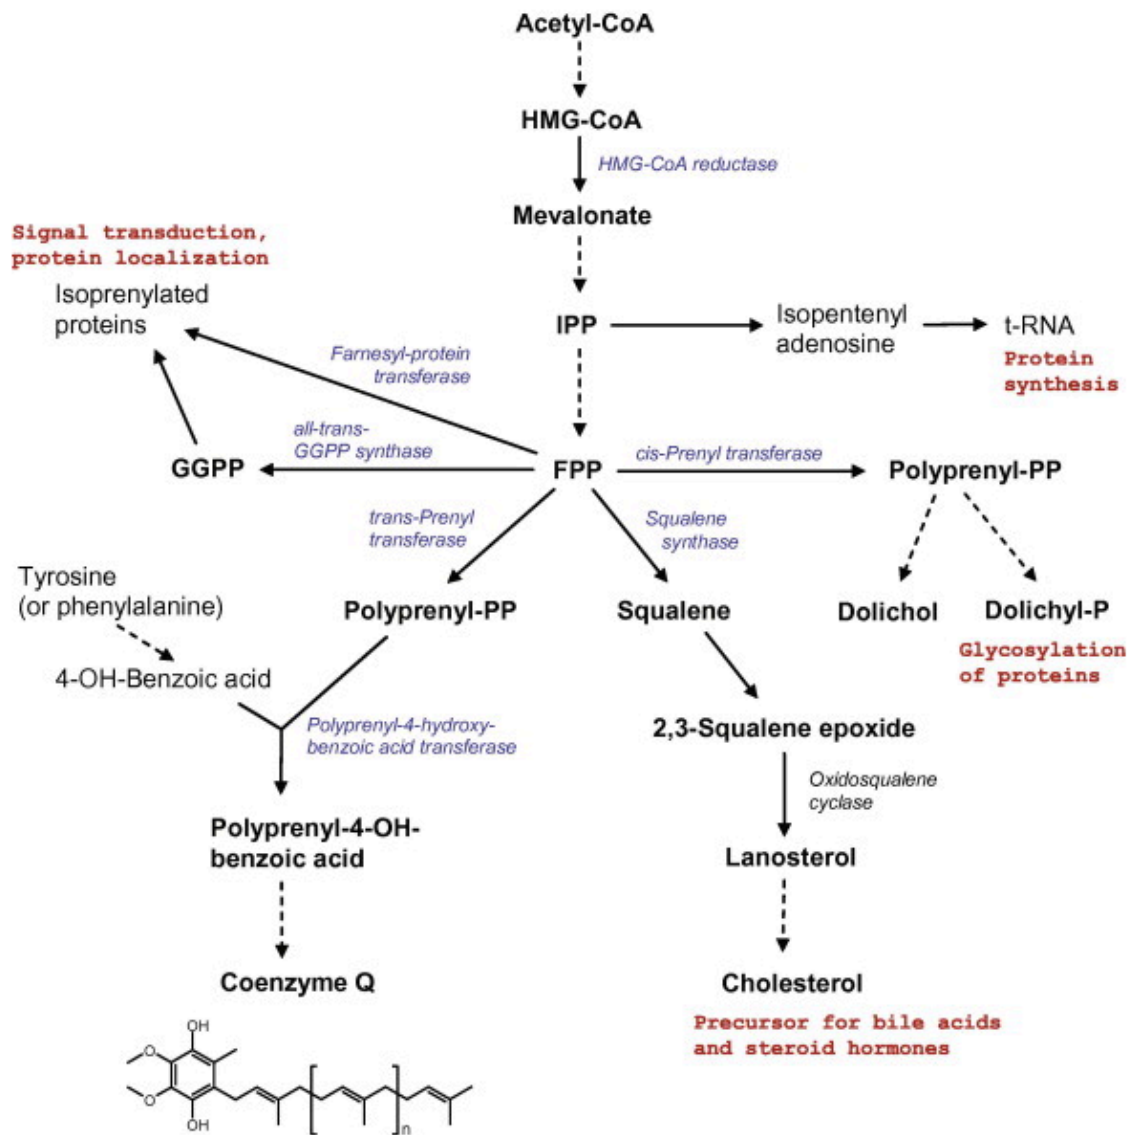 Acetyl-CoA
HMG-CoA
HMG-CoA reductase
Mevalonate
Signal transduction,
protein localization
Isoprenylated
proteins
IPP
Isopentenyl
adenosine
t-RNA
Protein
synthesis
Farnesyl-protein
transferase
all-trans-
GGPP synthase
GGPP
FPP
cis-Prenyl transferase
Polyprenyl-PP
trans-Prenyl
transferase
Squalene
synthase
Tyrosine
(or phenylalanine)
Polyprenyl-PP
Squalene
Dolichol
Dolichyl-P
Glycosylation
of proteins
4-OH-Benzoic acid
Polyprenyl-4-hydroxy-
benzoic acid transferase
2,3-Squalene epoxide
Oxidosqualene
cyclase
Polyprenyl-4-OH-
benzoic acid
Lanosterol
Coenzyme Q
Cholesterol
Precursor for bile acids
and steroid hormones
OH
O
O
OH
n